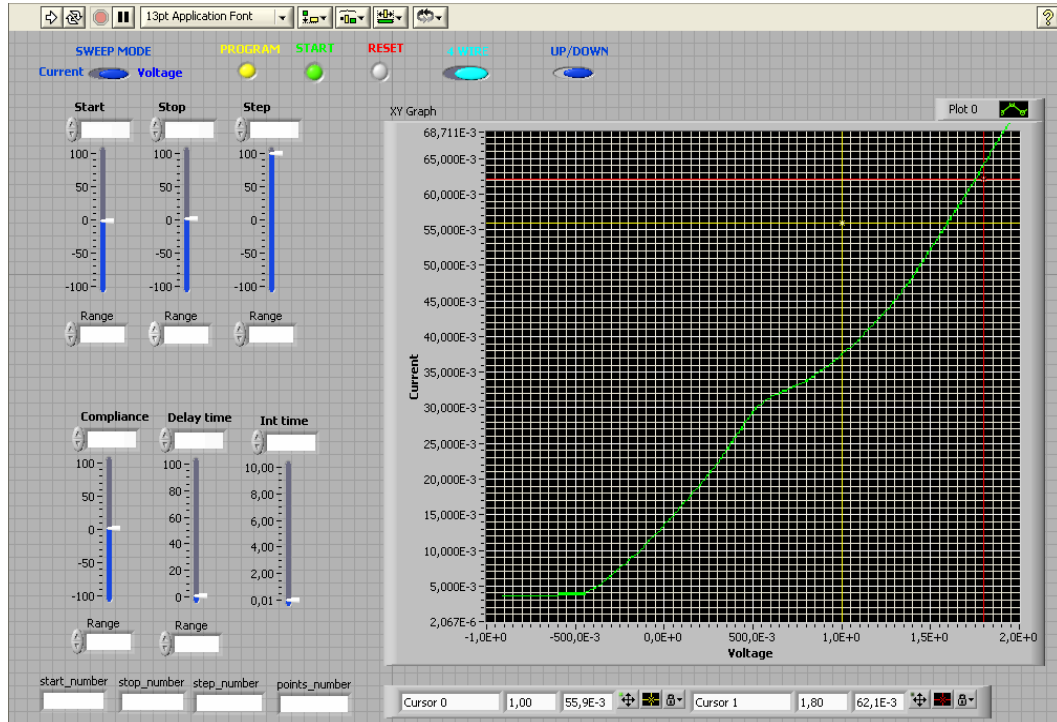 13pt Application Font
?
SWEEP MODE
PROGRAM
START
RESET
4 WIRE
UP/DOWN
Current
Voltage
Start
Stop
Step
XY Graph
Plot 0
100
50
0
-50
-100
100
50
0
-50
-100
100
50
0
-50
-100
Range
Range
Range
Compliance
Delay time
Int time
100
50
0
-50
-100
100
80
60
40
20
0
10,00
8,00
6,00
4,00
2,00
0,01
Range
Range
start_number
stop_number
step_number
points_number
68,711E-3
65,000E-3
60,000E-3
55,000E-3
50,000E-3
45,000E-3
40,000E-3
35,000E-3
30,000E-3
25,000E-3
20,000E-3
15,000E-3
10,000E-3
5,000E-3
2,067E-6
Current
-1,0E+0
-500,0E-3
0,0E+0
500,0E-3
1,0E+0
1,5E+0
2,0E+0
Voltage
Cursor 0
1,00
55,9E-3
Cursor 1
1,80
62,1E-3